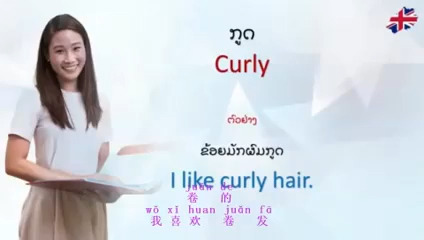 ກູດ
Curly
ຕົວຢ່າງ
ຂ້ອຍມັກຜົມກູດ
I like curly hair.
juǎn de
卷 的
wǒ xǐ huan juǎn fà
我 喜 欢 卷 发